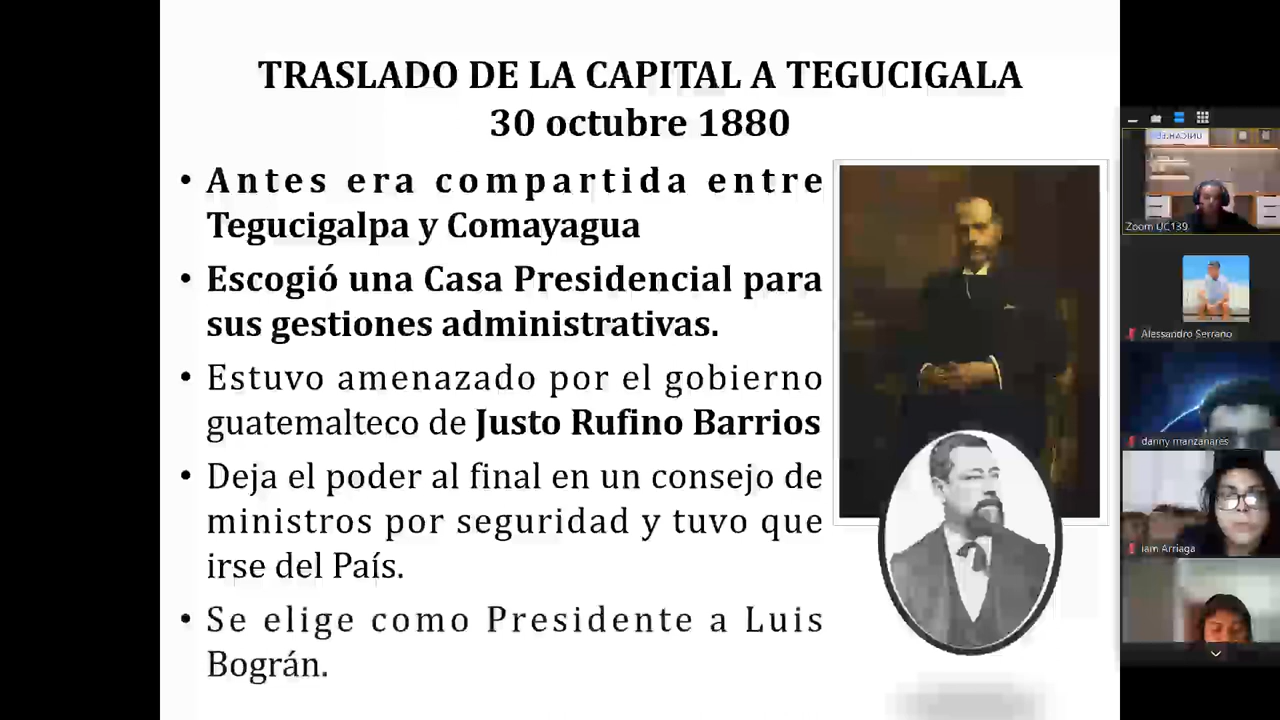 TRASLADO DE LA CAPITAL A TEGUCIGALA
30 octubre 1880
• Antes era compartida entre
Tegucigalpa y Comayagua
• Escogió una Casa Presidencial para
sus gestiones administrativas.
• Estuvo amenazado por el gobierno
guatemalteco de Justo Rufino Barrios
• Deja el poder al final en un consejo de
ministros por seguridad y tuvo que
irse del País.
• Se elige como Presidente a Luis
Bográn.
Zoom UC139
Alessandro Serrano
danny manzanares
iam Arriaga